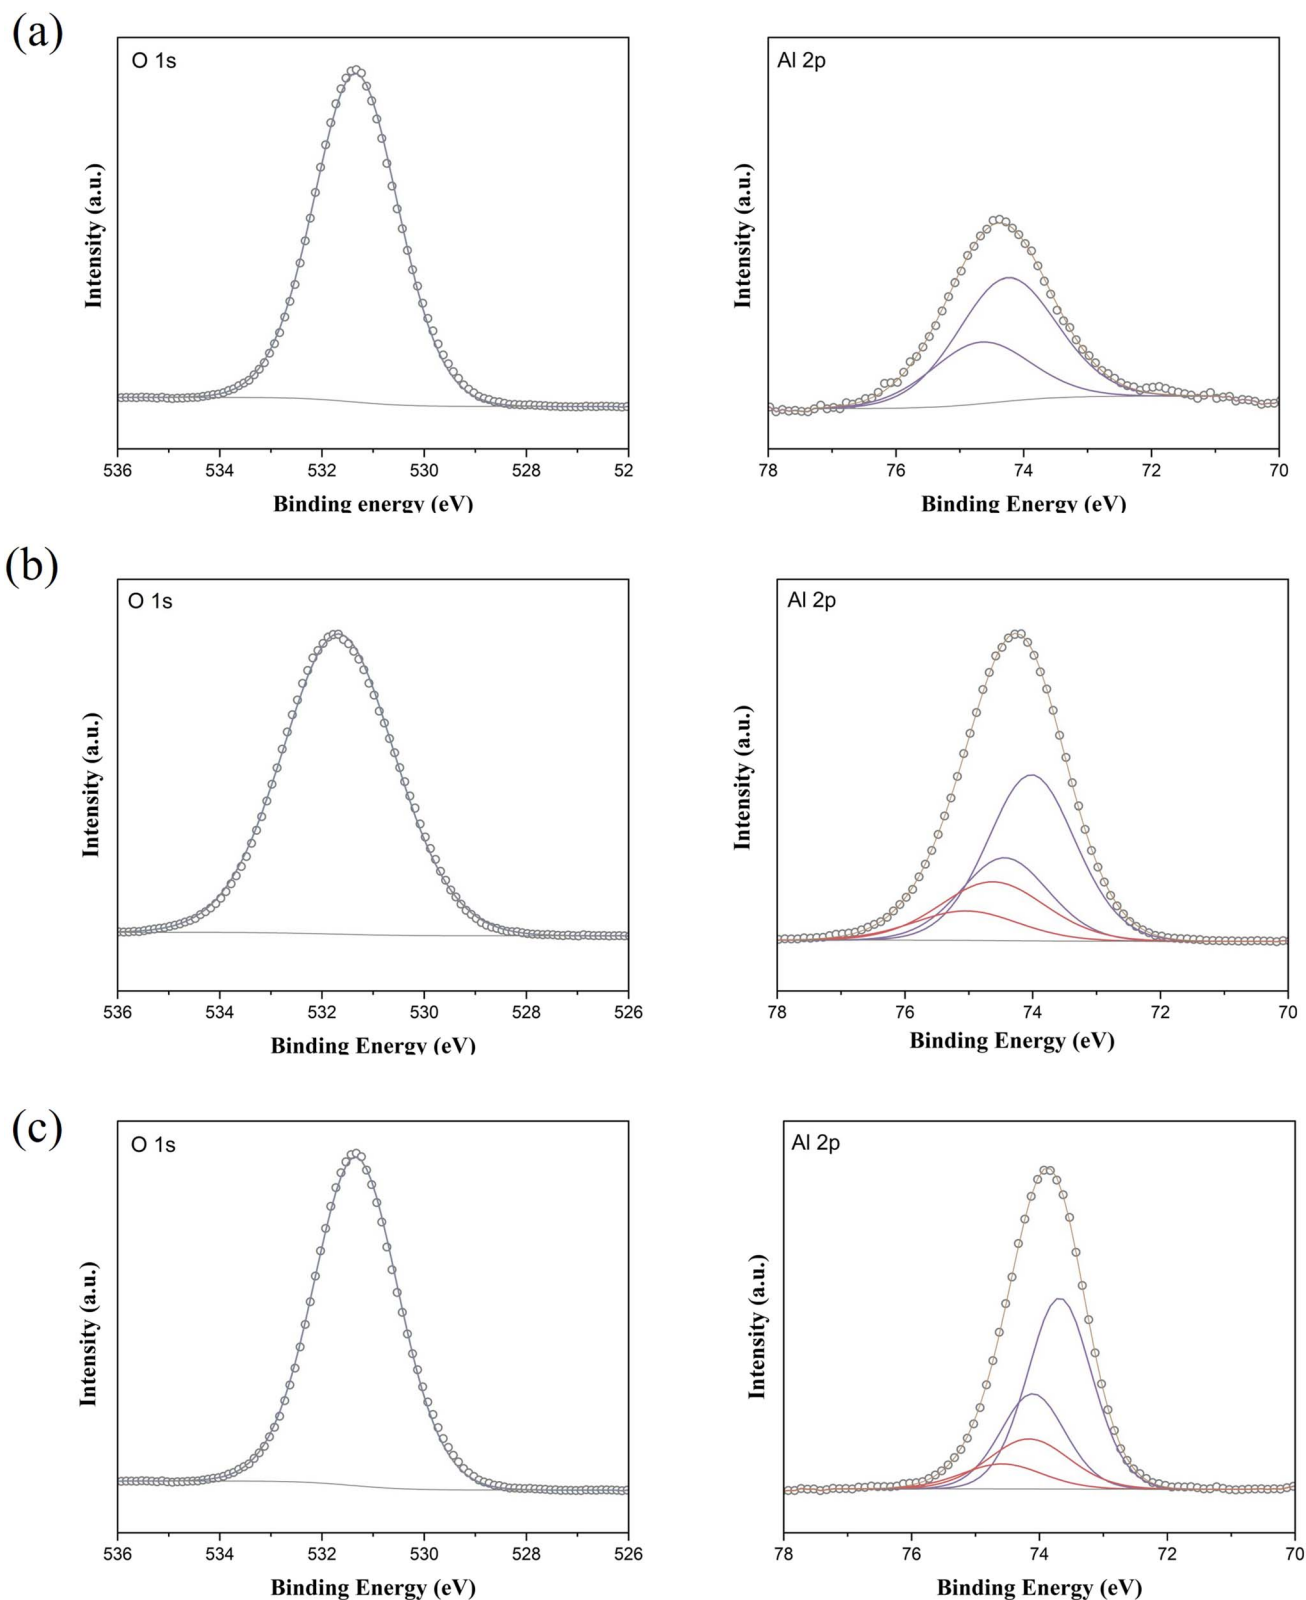 (a)
O 1s
Intensity (a.u.)
536 534 532 530 528 52
Binding energy (eV)
Al 2p
Intensity (a.u.)
78 76 74 72 70
Binding Energy (eV)
(b)
O 1s
Intensity (a.u.)
536 534 532 530 528 526
Binding Energy (eV)
Al 2p
Intensity (a.u.)
78 76 74 72 70
Binding Energy (eV)
(c)
O 1s
Intensity (a.u.)
536 534 532 530 528 526
Binding Energy (eV)
Al 2p
Intensity (a.u.)
78 76 74 72 70
Binding Energy (eV)